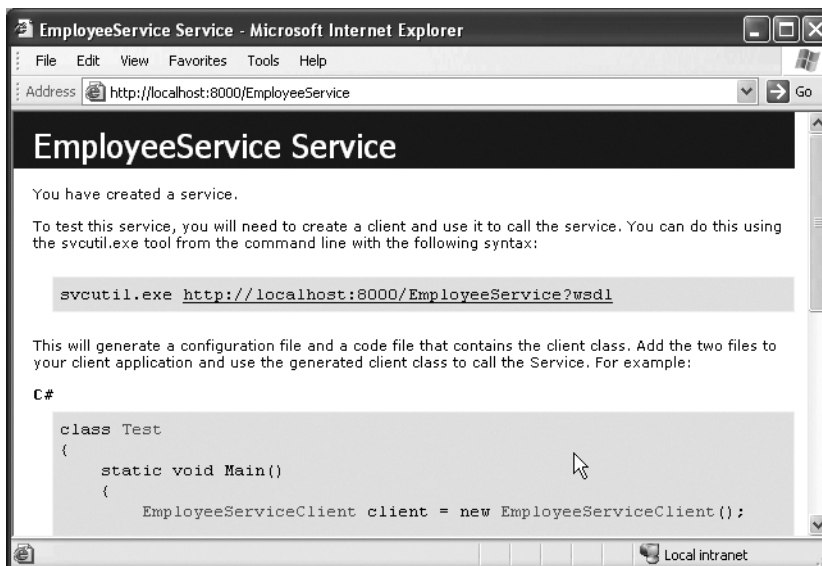 EmployeeService Service - Microsoft Internet Explorer
File Edit View Favorites Tools Help
Address http://localhost:8000/EmployeeService Go
EmployeeService Service
You have created a service.
To test this service, you will need to create a client and use it to call the service. You can do this using
the svcutil.exe tool from the command line with the following syntax:
svcutil.exe http://localhost:8000/EmployeeService?wsdl
This will generate a configuration file and a code file that contains the client class. Add the two files to
your client application and use the generated client class to call the Service. For example:
C#
class Test
{
static void Main()
{
EmployeeServiceClient client = new EmployeeServiceClient();
Local intranet